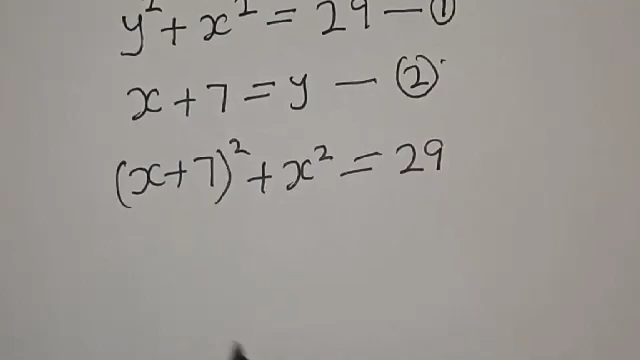 y² + x² = 29 — ①
x + 7 = y — ②
(x + 7)² + x² = 29